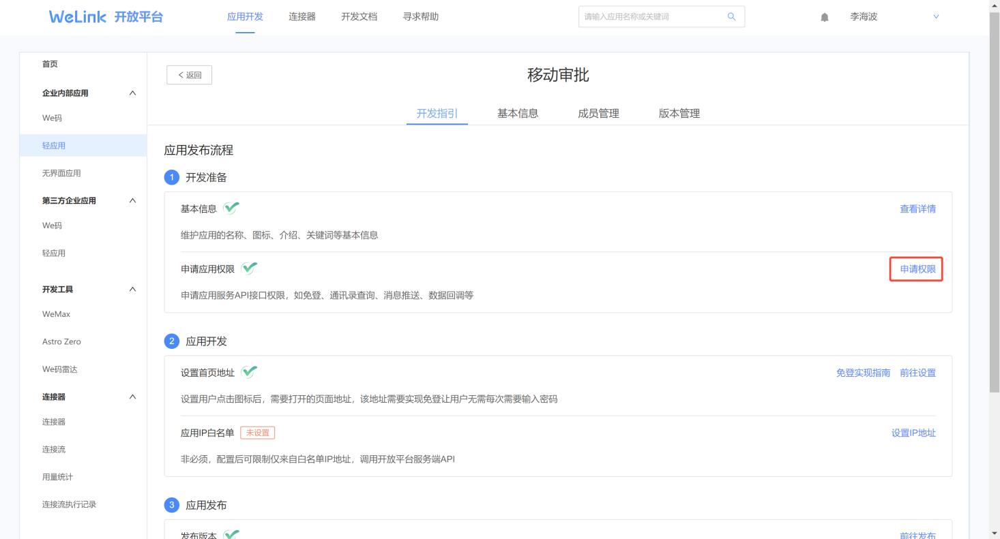 WeLink 开放平台
应用开发 连接器 开发文档 寻求帮助
请输入应用名称或关键词
李海波
首页
企业内部应用
We码
轻应用
无界面应用
第三方企业应用
We码
轻应用
开发工具
WeMax
Astro Zero
We码雷达
连接器
连接器
连接流
用量统计
连接流执行记录
< 返回
移动审批
开发指引 基本信息 成员管理 版本管理
应用发布流程
1 开发准备
基本信息 查看详情
维护应用的名称、图标、介绍、关键词等基本信息
申请应用权限 申请权限
申请应用服务API接口权限，如免登、通讯录查询、消息推送、数据回调等
2 应用开发
设置首页地址 免登实现指南 前往设置
设置用户点击图标后，需要打开的页面地址，该地址需要实现免登让用户无需每次需要输入密码
应用IP白名单 未设置 设置IP地址
非必须，配置后可限制仅来自白名单IP地址，调用开放平台服务端API
3 应用发布
发布版本 前往发布